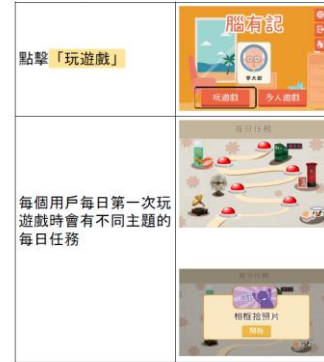 點擊「玩遊戲」
腦有記
李大叔
玩遊戲
多人遊戲
每個用戶每日第一次玩
遊戲時會有不同主題的
每日任務
每日任務
每日任務
相框拾照片
開始